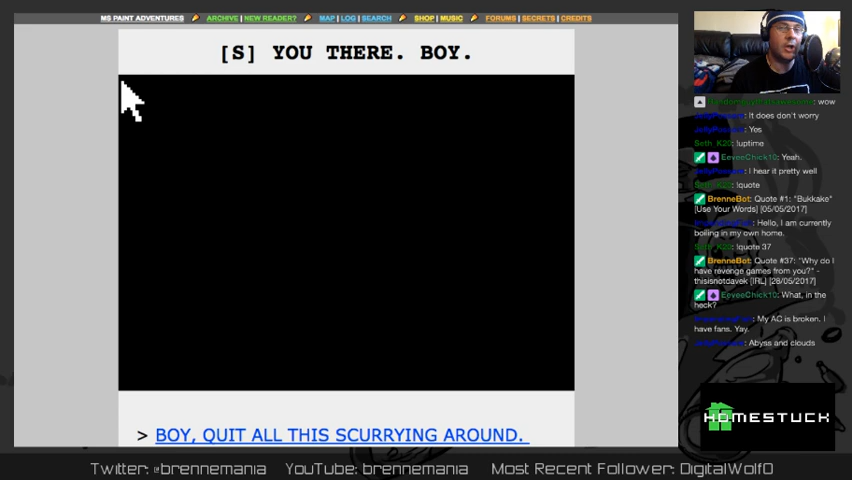 MS PAINT ADVENTURES ARCHIVE | NEW READER? MAP | LOG | SEARCH SHOP | MUSIC FORUMS | SECRETS | CREDITS
[S] YOU THERE. BOY.
> BOY, QUIT ALL THIS SCURRYING AROUND.
wow
: It does don't worry
: Yes
Seth_K20: !uptime
EeveeChick10: Yeah.
: I hear it pretty well
Seth_K20: !quote
BrenneBot: Quote #1: "Bukkake"
[Use Your Words] [05/05/2017]
: Hello, I am currently
boiling in my own home.
Seth_K20: !quote 37
BrenneBot: Quote #37: "Why do I
have revenge games from you?" -
thisisnotdavek [IRL] [28/05/2017]
EeveeChick10: What, in the
heck?
: My AC is broken. I
have fans. Yay.
: Abyss and clouds
HOMESTUCK
Twitter: @brennemania YouTube: brennemania Most Recent Follower: DigitalWolf0